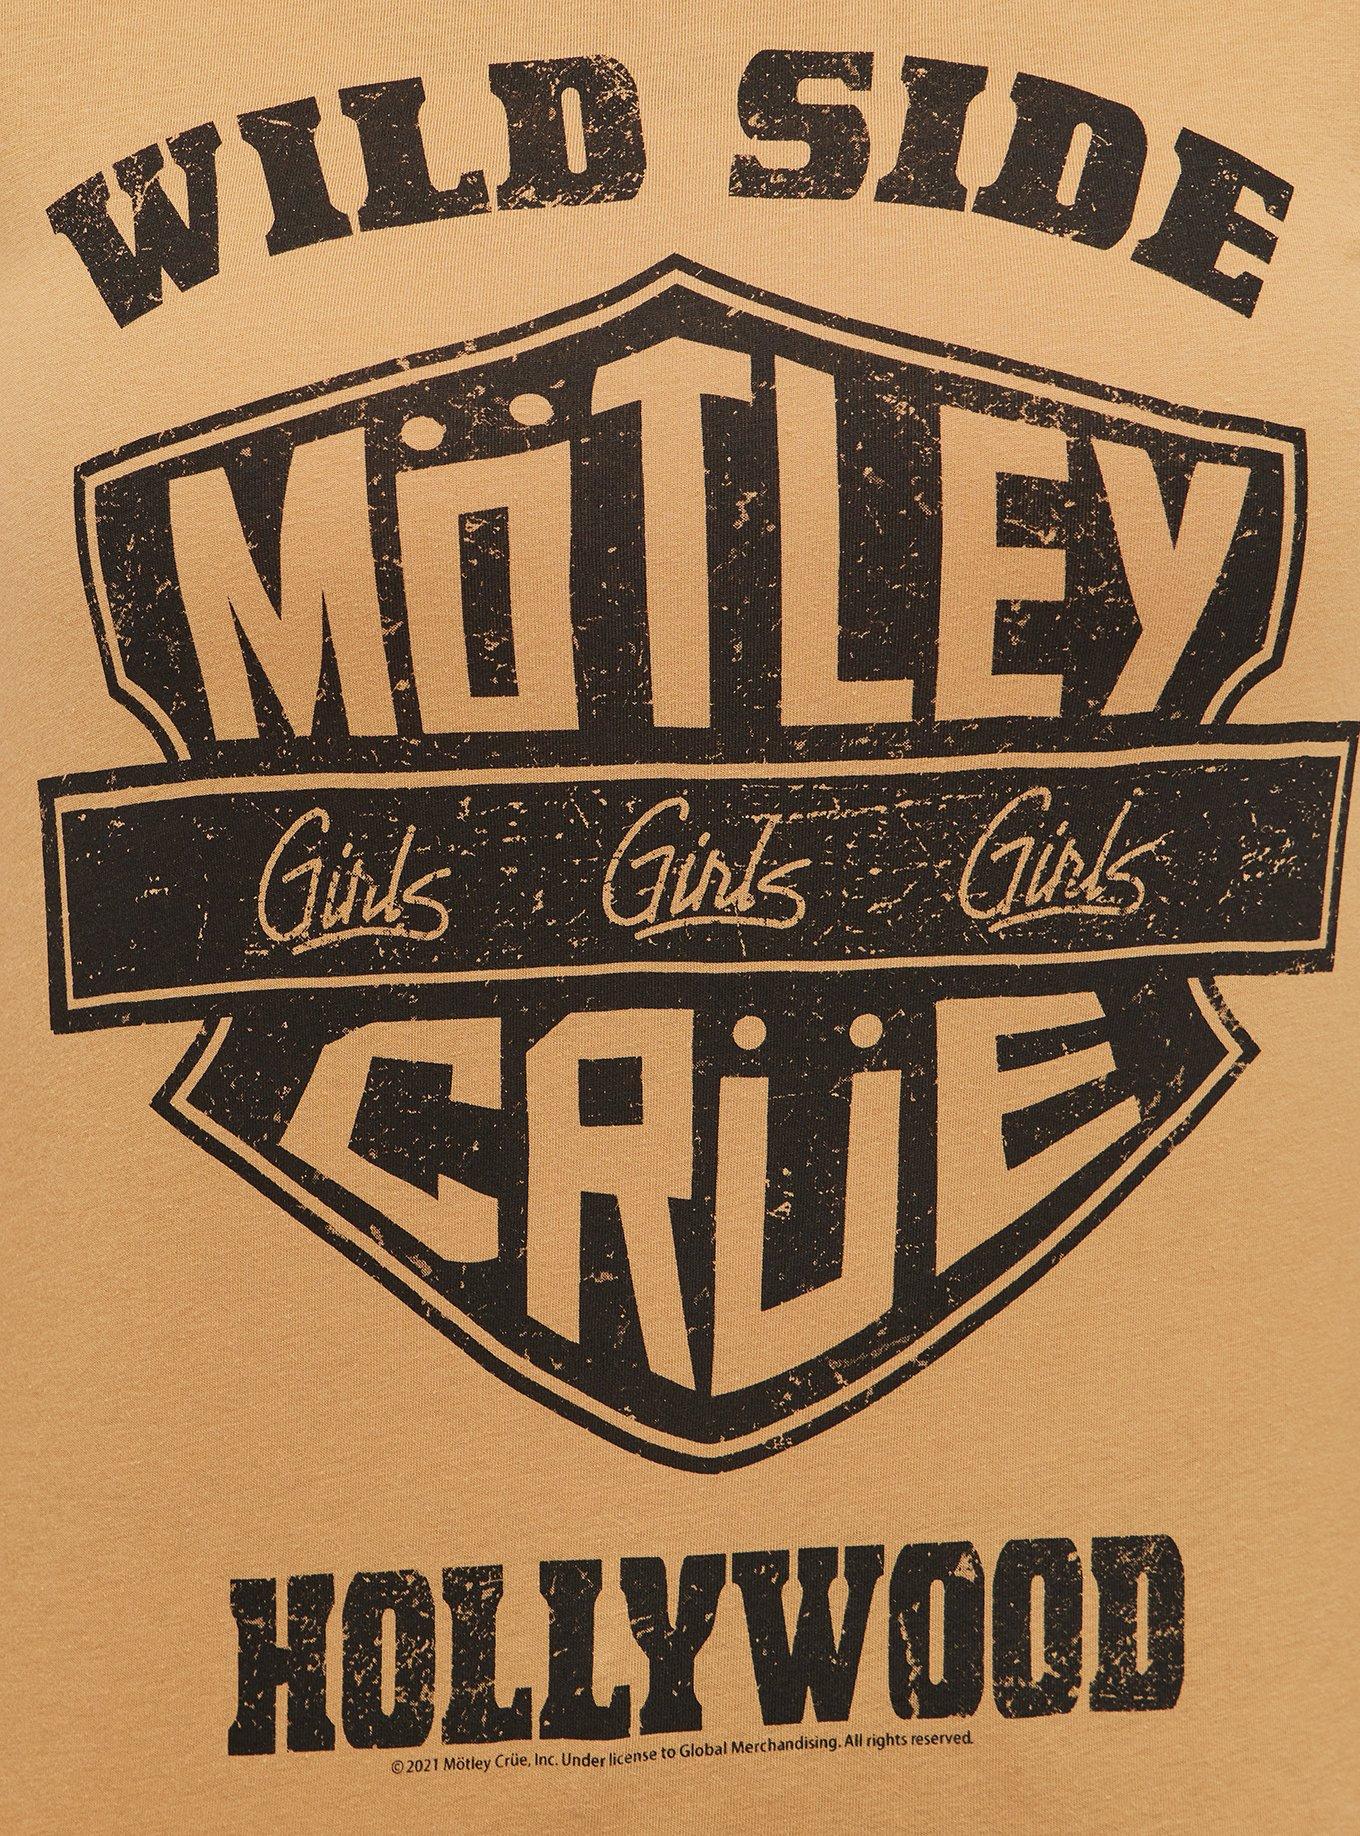 WILD SIDE
MÖTLEY
Girls Girls Girls
CRÜE
HOLLYWOOD
©2021 Mötley Crüe, Inc. Under license to Global Merchandising. All rights reserved.